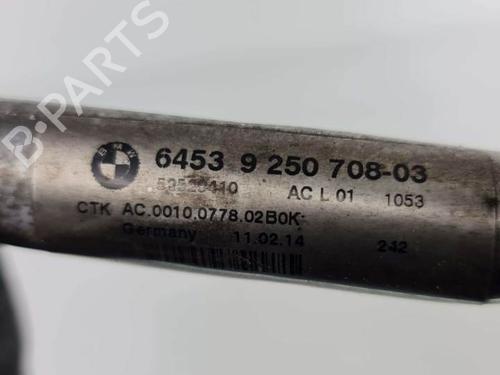 B-PARTS
BMW
6453 9 250 708-03
AC L 01 1053
CTK AC.0010.0778.02B0K
Germany 11.02.14 242